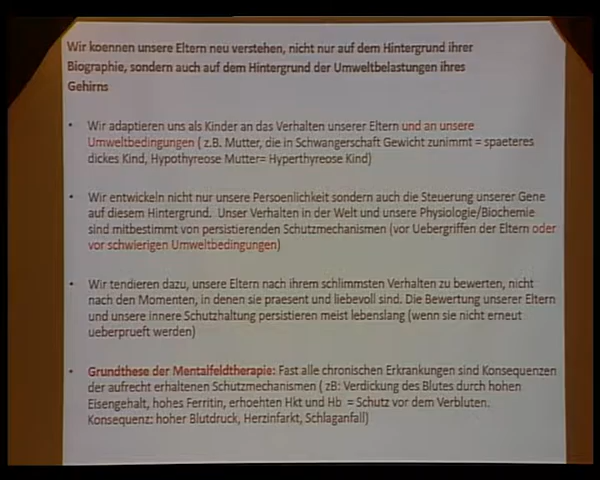 Wir koennen unsere Eltern neu verstehen, nicht nur auf dem Hintergrund ihrer
Biographie, sondern auch auf dem Hintergrund der Umweltbelastungen ihres
Gehirns
• Wir adaptieren uns als Kinder an das Verhalten unserer Eltern und an unsere
Umweltbedingungen ( z.B. Mutter, die in Schwangerschaft Gewicht zunimmt = spaeteres
dickes Kind, Hypothyreose Mutter= Hyperthyreose Kind)
• Wir entwickeln nicht nur unsere Persoenlichkeit sondern auch die Steuerung unserer Gene
auf diesem Hintergrund. Unser Verhalten in der Welt und unsere Physiologie/Biochemie
sind mitbestimmt von persistierenden Schutzmechanismen (vor Uebergriffen der Eltern oder
vor schwierigen Umweltbedingungen)
• Wir tendieren dazu, unsere Eltern nach ihrem schlimmsten Verhalten zu bewerten, nicht
nach den Momenten, in denen sie praesent und liebevoll sind. Die Bewertung unserer Eltern
und unsere innere Schutzhaltung persistieren meist lebenslang (wenn sie nicht erneut
ueberprueft werden)
• Grundthese der Mentalfeldtherapie: Fast alle chronischen Erkrankungen sind Konsequenzen
der aufrecht erhaltenen Schutzmechanismen ( zB: Verdickung des Blutes durch hohen
Eisengehalt, hohes Ferritin, erhoehten Hkt und Hb = Schutz vor dem Verbluten.
Konsequenz: hoher Blutdruck, Herzinfarkt, Schlaganfall)